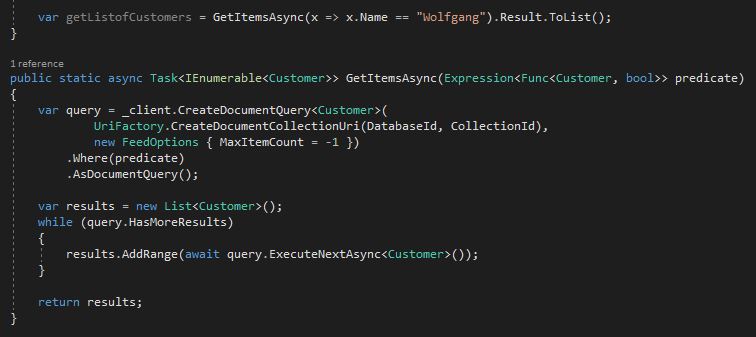 var getListofCustomers = GetItemsAsync(x => x.Name == "Wolfgang").Result.ToList();
}
1 reference
public static async Task<IEnumerable<Customer>> GetItemsAsync(Expression<Func<Customer, bool>> predicate)
{
var query = _client.CreateDocumentQuery<Customer>(
UriFactory.CreateDocumentCollectionUri(DatabaseId, CollectionId),
new FeedOptions { MaxItemCount = -1 })
.Where(predicate)
.AsDocumentQuery();
var results = new List<Customer>();
while (query.HasMoreResults)
{
results.AddRange(await query.ExecuteNextAsync<Customer>());
}
return results;
}